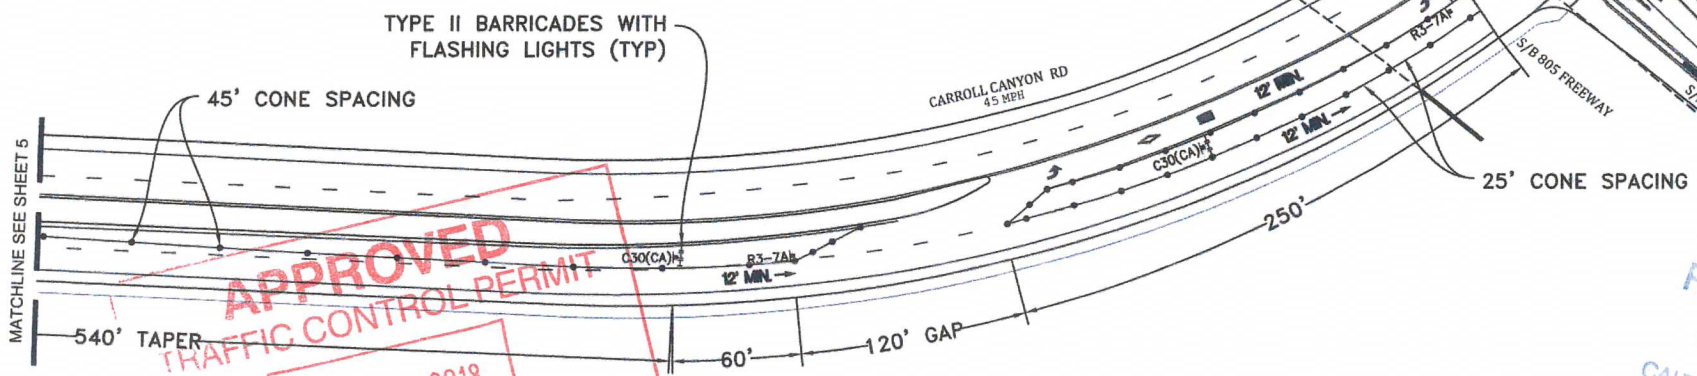 TYPE II BARRICADES WITH
FLASHING LIGHTS (TYP)
45' CONE SPACING
MATCHLINE SEE SHEET 5
CARROLL CANYON RD
45 MPH
12' MIN.
12' MIN.
C30(CA)
R3-7A
S/B 805 FREEWAY
25' CONE SPACING
250'
C30(CA)
R3-7A
12' MIN.
APPROVED
TRAFFIC CONTROL PERMIT
540' TAPER
60'
120' GAP